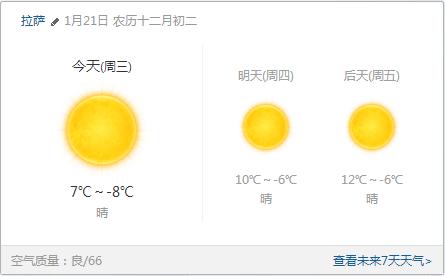 拉萨 1月21日 农历十二月初二
今天(周三)
7℃ ~ -8℃
晴
明天(周四)
10℃ ~ -6℃
晴
后天(周五)
12℃ ~ -6℃
晴
空气质量：良/66
查看未来7天天气>